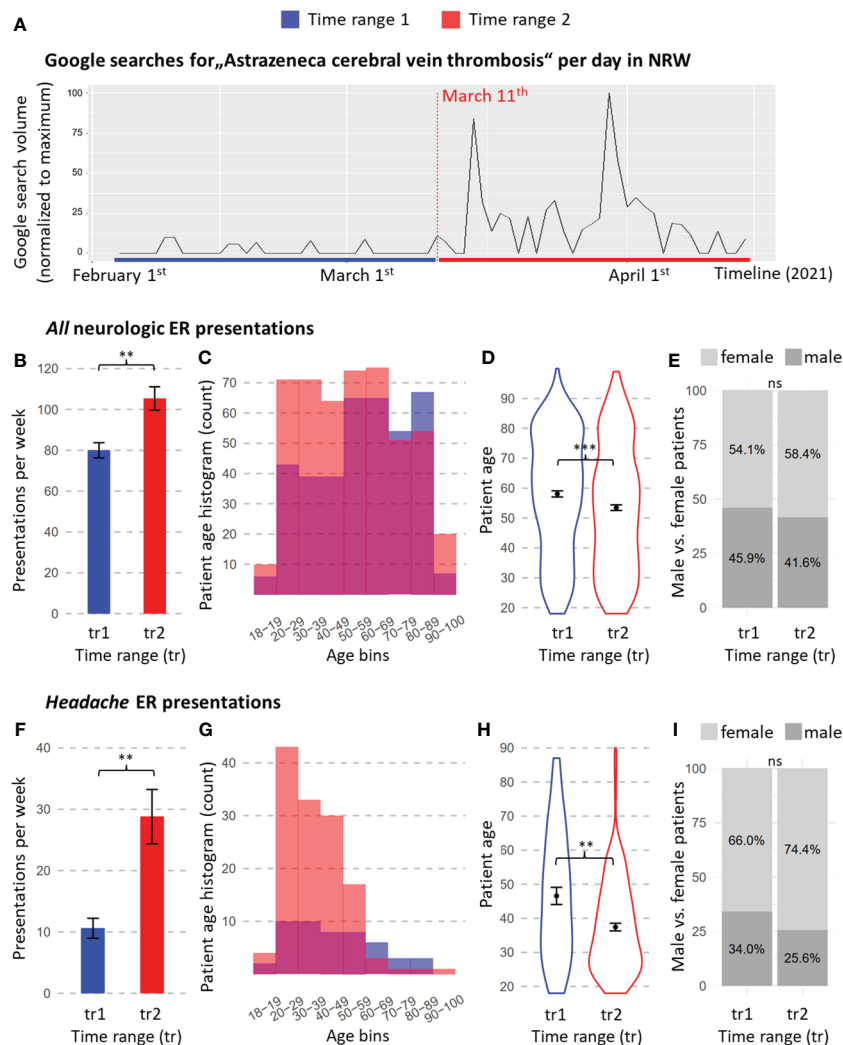 Time range 1 Time range 2
A
Google searches for„Astrazeneca cerebral vein thrombosis“ per day in NRW
Google search volume
(normalized to maximum)
100
75
50
25
0
March 11th
February 1st March 1st April 1st Timeline (2021)
All neurologic ER presentations
B
Presentations per week
120
100
80
60
40
20
0
**
tr1 tr2
Time range (tr)
C
Patient age histogram (count)
70
60
50
40
30
20
10
18–19 20–29 30–39 40–49 50–59 60–69 70–79 80–89 90–100
Age bins
D
Patient age
90
80
70
60
50
40
30
20
***
tr1 tr2
Time range (tr)
E
female male
Male vs. female patients
100
75
50
25
0
ns
54.1% 58.4%
45.9% 41.6%
tr1 tr2
Time range (tr)
Headache ER presentations
F
Presentations per week
40
30
20
10
0
**
tr1 tr2
Time range (tr)
G
Patient age histogram (count)
40
30
20
10
18–19 20–29 30–39 40–49 50–59 60–69 70–79 80–89 90–100
Age bins
H
Patient age
90
80
70
60
50
40
30
20
**
tr1 tr2
Time range (tr)
I
female male
Male vs. female patients
100
75
50
25
0
ns
66.0% 74.4%
34.0% 25.6%
tr1 tr2
Time range (tr)